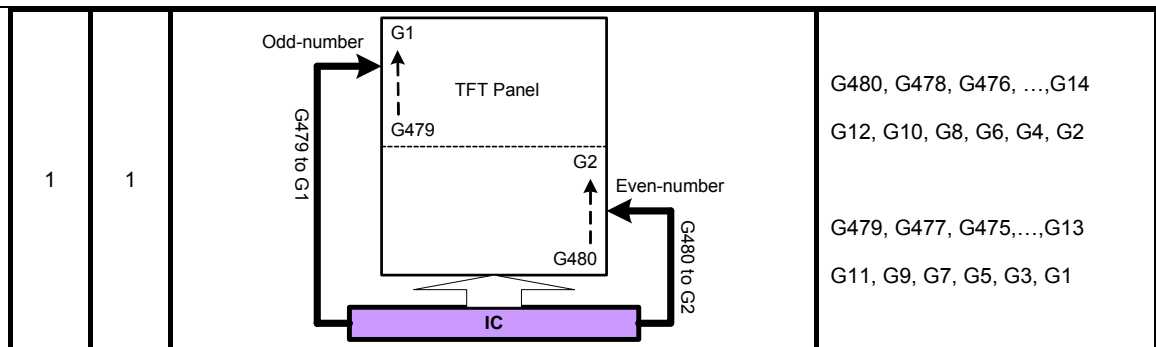 1
1
Odd-number
G1
TFT Panel
G479
G479 to G1
G2
Even-number
G480
G480 to G2
IC
G480, G478, G476, …,G14
G12, G10, G8, G6, G4, G2
G479, G477, G475,…,G13
G11, G9, G7, G5, G3, G1